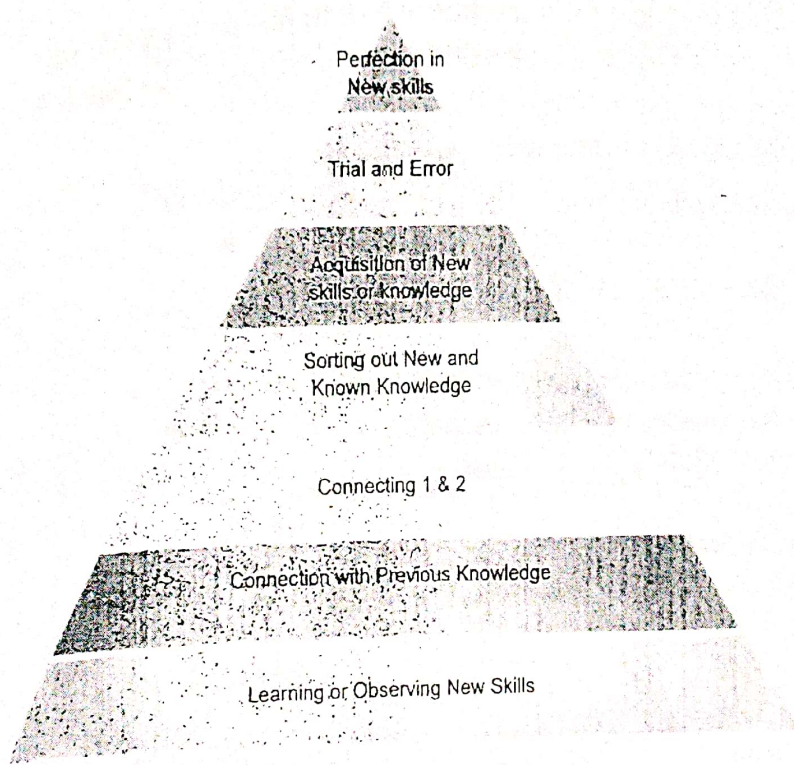 Perfection in
New skills
Trial and Error
Acquisition of New
skills or knowledge
Sorting out New and
Known Knowledge
Connecting 1 & 2
Connection with Previous Knowledge
Learning or Observing New Skills